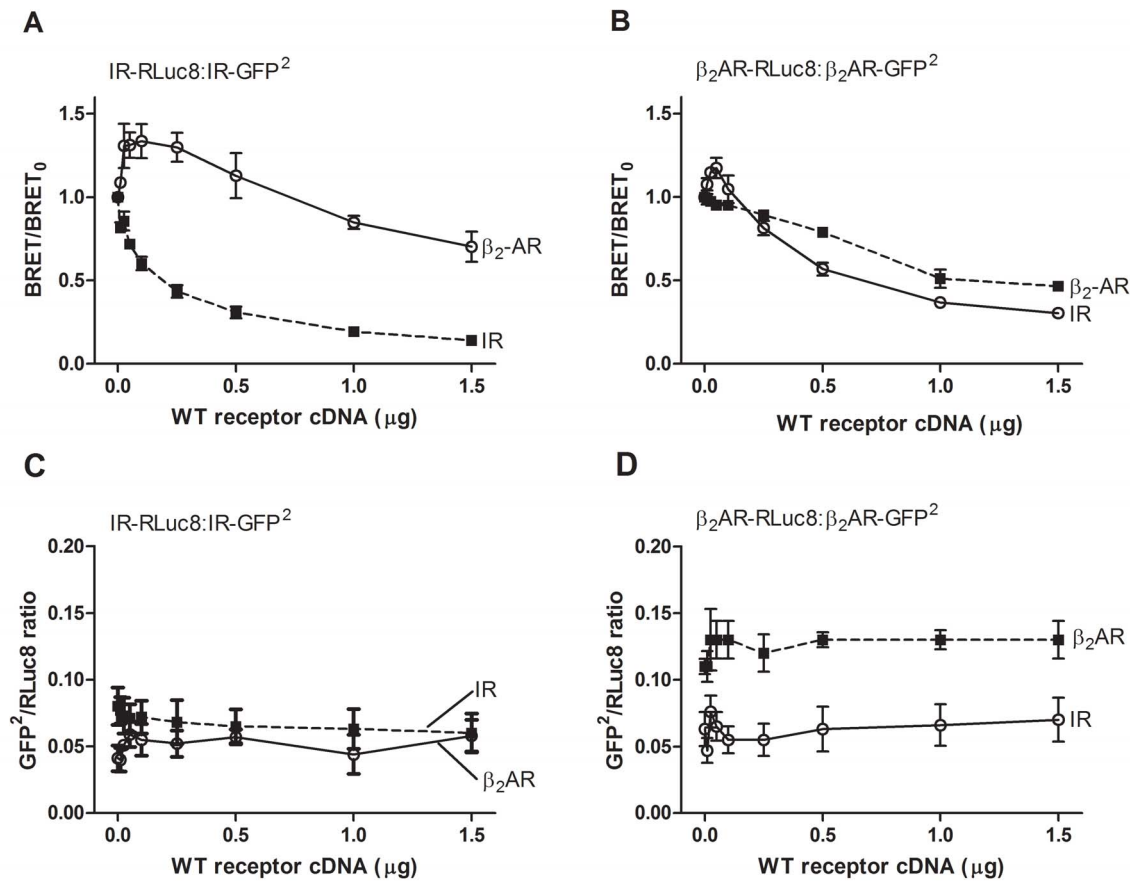 A
IR-RLuc8:IR-GFP²
BRET/BRET₀
1.5
1.0
0.5
0.0
β₂-AR
IR
0.0 0.5 1.0 1.5
WT receptor cDNA (μg)
B
β₂AR-RLuc8:β₂AR-GFP²
BRET/BRET₀
1.5
1.0
0.5
0.0
β₂-AR
IR
0.0 0.5 1.0 1.5
WT receptor cDNA (μg)
C
IR-RLuc8:IR-GFP²
GFP²/RLuc8 ratio
0.20
0.15
0.10
0.05
0.00
IR
β₂AR
0.0 0.5 1.0 1.5
WT receptor cDNA (μg)
D
β₂AR-RLuc8:β₂AR-GFP²
GFP²/RLuc8 ratio
0.20
0.15
0.10
0.05
0.00
β₂AR
IR
0.0 0.5 1.0 1.5
WT receptor cDNA (μg)